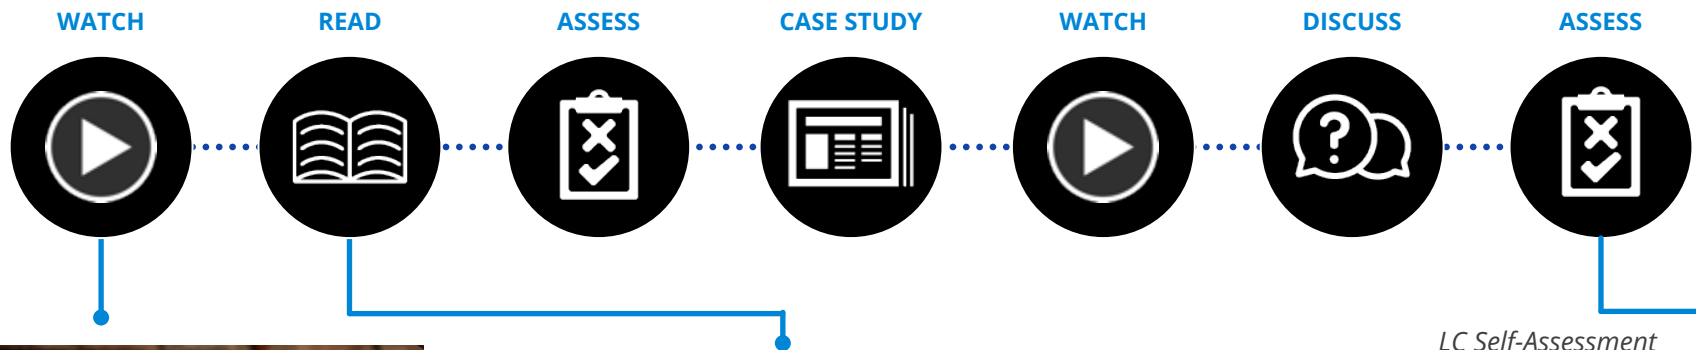 WATCH READ ASSESS CASE STUDY WATCH DISCUSS ASSESS
LC Self-Assessment